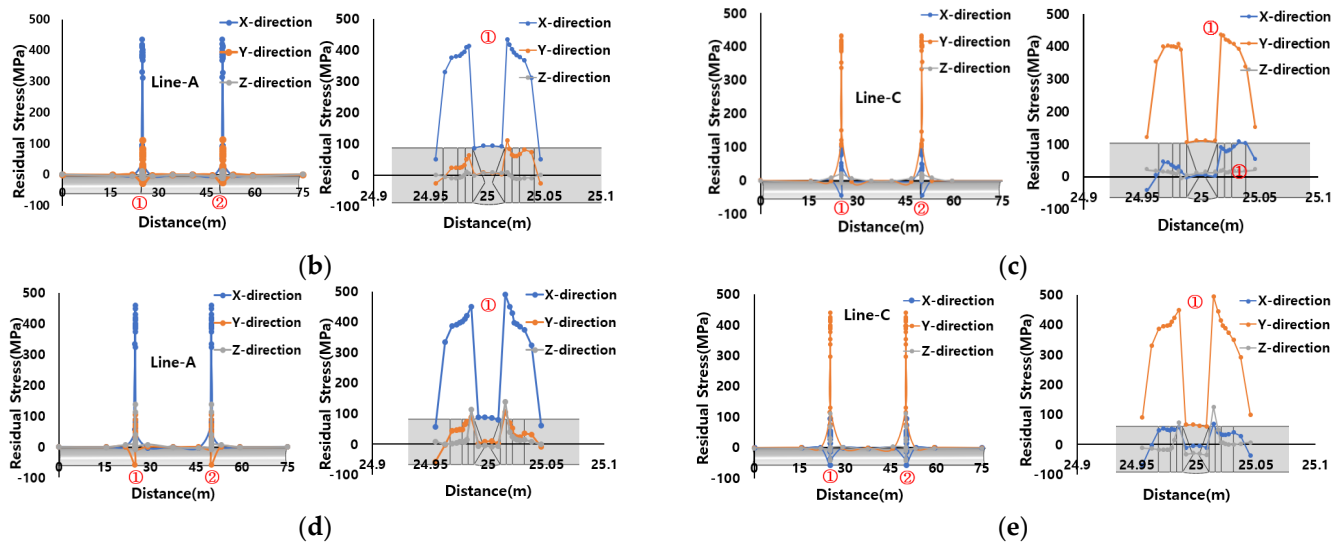 Residual Stress(MPa)
500
400
300
200
100
0
-100
X-direction
Y-direction
Z-direction
Line-A
0
15
30
45
60
75
①
②
Distance(m)
Residual Stress(MPa)
500
400
300
200
100
0
-100
①
X-direction
Y-direction
Z-direction
24.9
24.95
25
25.05
25.1
Distance(m)
(b)
Residual Stress(MPa)
500
400
300
200
100
0
-100
X-direction
Y-direction
Z-direction
Line-C
0
15
30
45
60
75
①
②
Distance(m)
Residual Stress(MPa)
500
400
300
200
100
0
-100
①
X-direction
Y-direction
Z-direction
①
24.9
24.95
25
25.05
25.1
Distance(m)
(c)
Residual Stress(MPa)
500
400
300
200
100
0
-100
X-direction
Y-direction
Z-direction
Line-A
0
15
30
45
60
75
①
②
Distance(m)
Residual Stress(MPa)
500
400
300
200
100
0
-100
①
X-direction
Y-direction
Z-direction
24.9
24.95
25
25.05
25.1
Distance(m)
(d)
Residual Stress(MPa)
500
400
300
200
100
0
-100
Line-C
X-direction
Y-direction
Z-direction
0
15
30
45
60
75
①
②
Distance(m)
Residual Stress(MPa)
500
400
300
200
100
0
-100
①
X-direction
Y-direction
Z-direction
24.9
24.95
25
25.05
25.1
Distance(m)
(e)